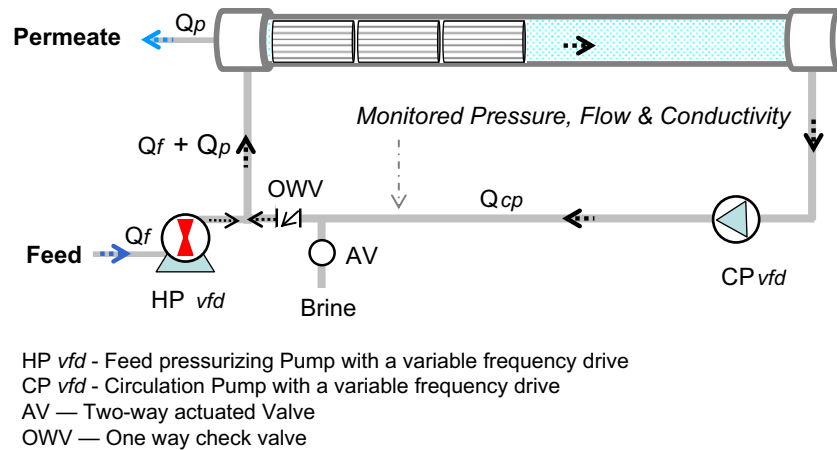 Qp
Permeate
Monitored Pressure, Flow & Conductivity
Qf + Qp
OWV
Qcp
Qf
Feed
AV
HP vfd
Brine
CP vfd
HP vfd - Feed pressurizing Pump with a variable frequency drive
CP vfd - Circulation Pump with a variable frequency drive
AV — Two-way actuated Valve
OWV — One way check valve